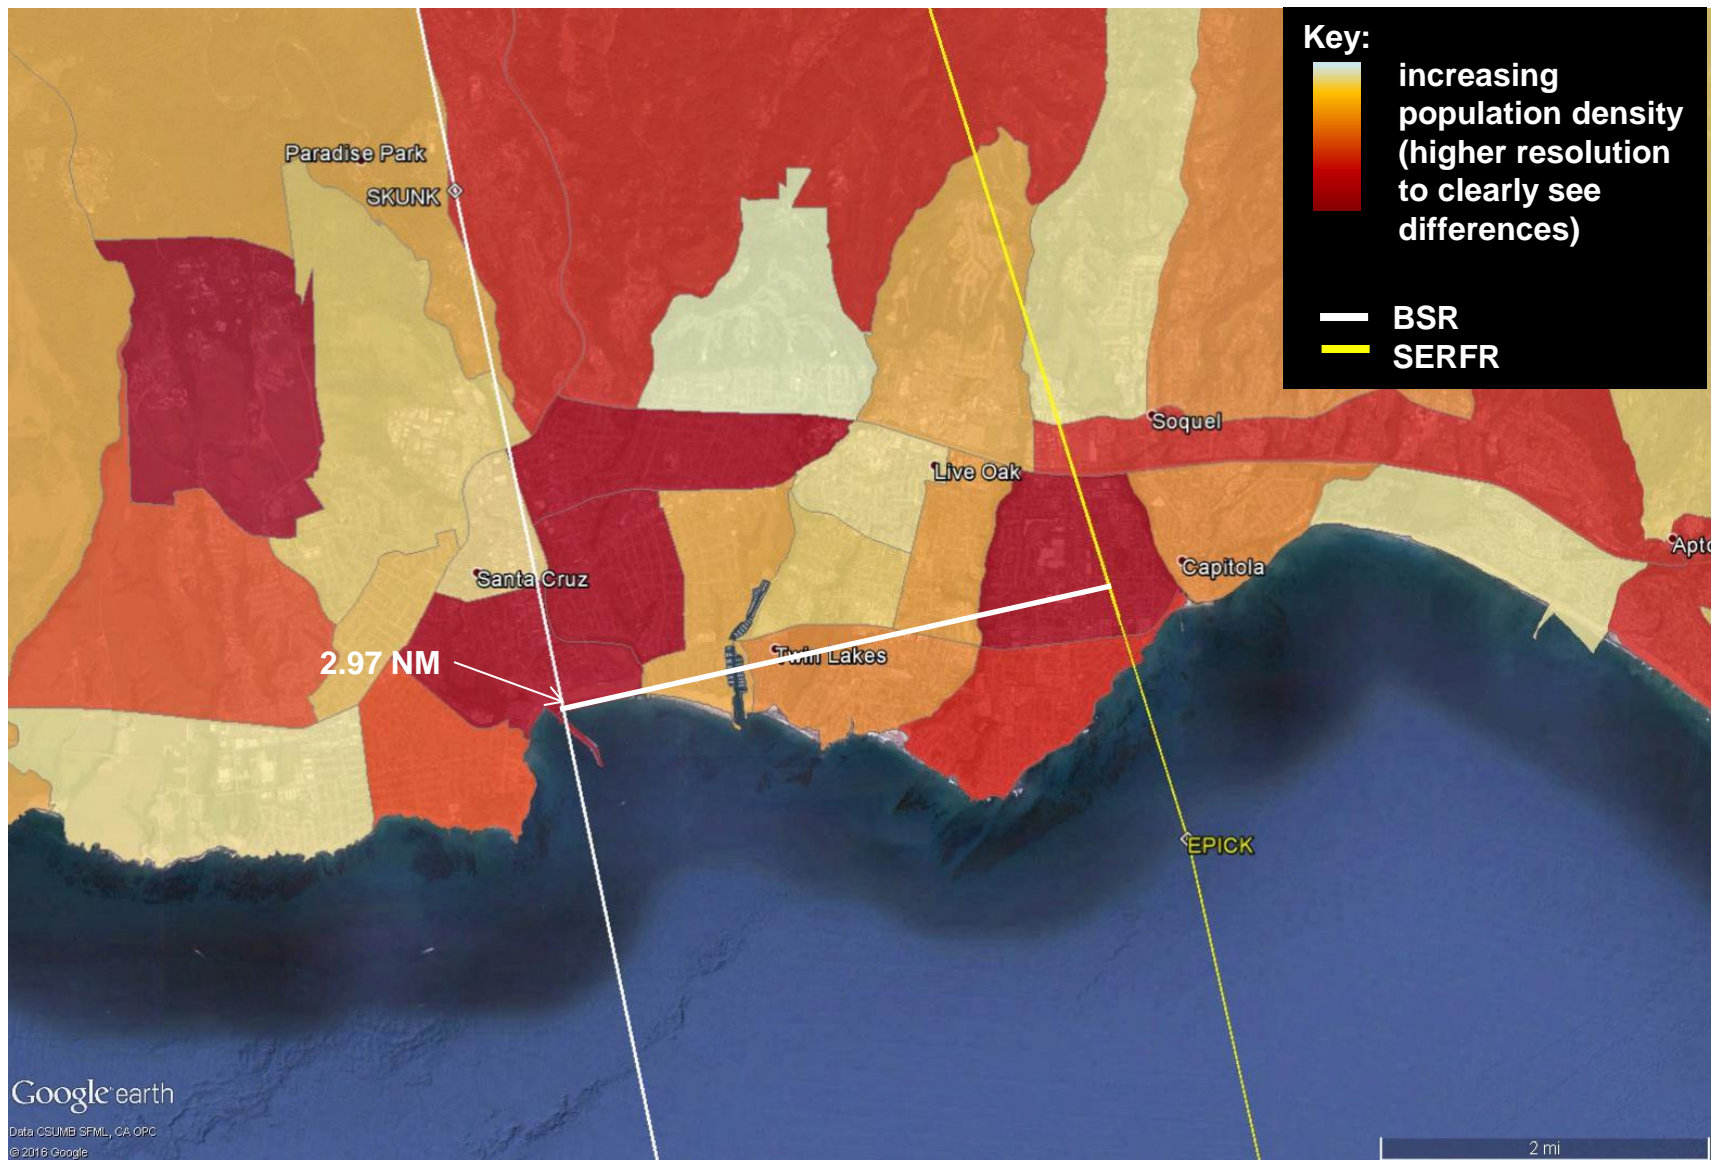 Key:
increasing
population density
(higher resolution
to clearly see
differences)
BSR
SERFR
Paradise Park
SKUNK
Soquel
Live Oak
Apto
Capitola
Santa Cruz
2.97 NM
Twin Lakes
EPICK
Google earth
Data CSUMB SFML, CA OPC
© 2016 Google
2 mi